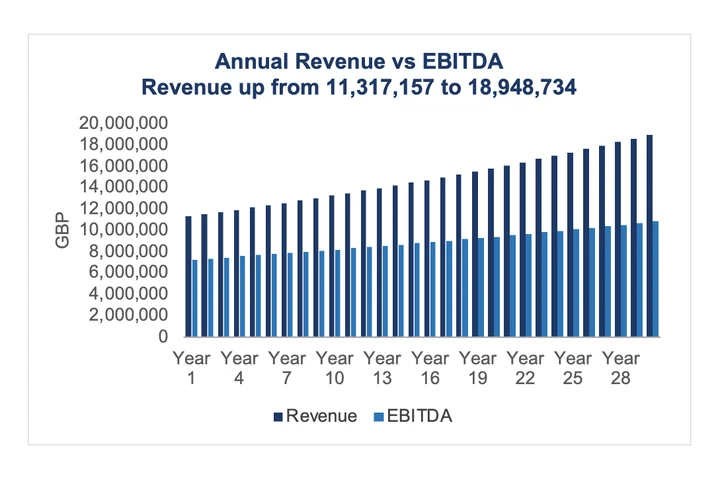 Annual Revenue vs EBITDA
Revenue up from 11,317,157 to 18,948,734
20,000,000
18,000,000
16,000,000
14,000,000
12,000,000
10,000,000
8,000,000
6,000,000
4,000,000
2,000,000
0
GBP
Year Year Year Year Year Year Year Year Year Year
1 4 7 10 13 16 19 22 25 28
Revenue EBITDA